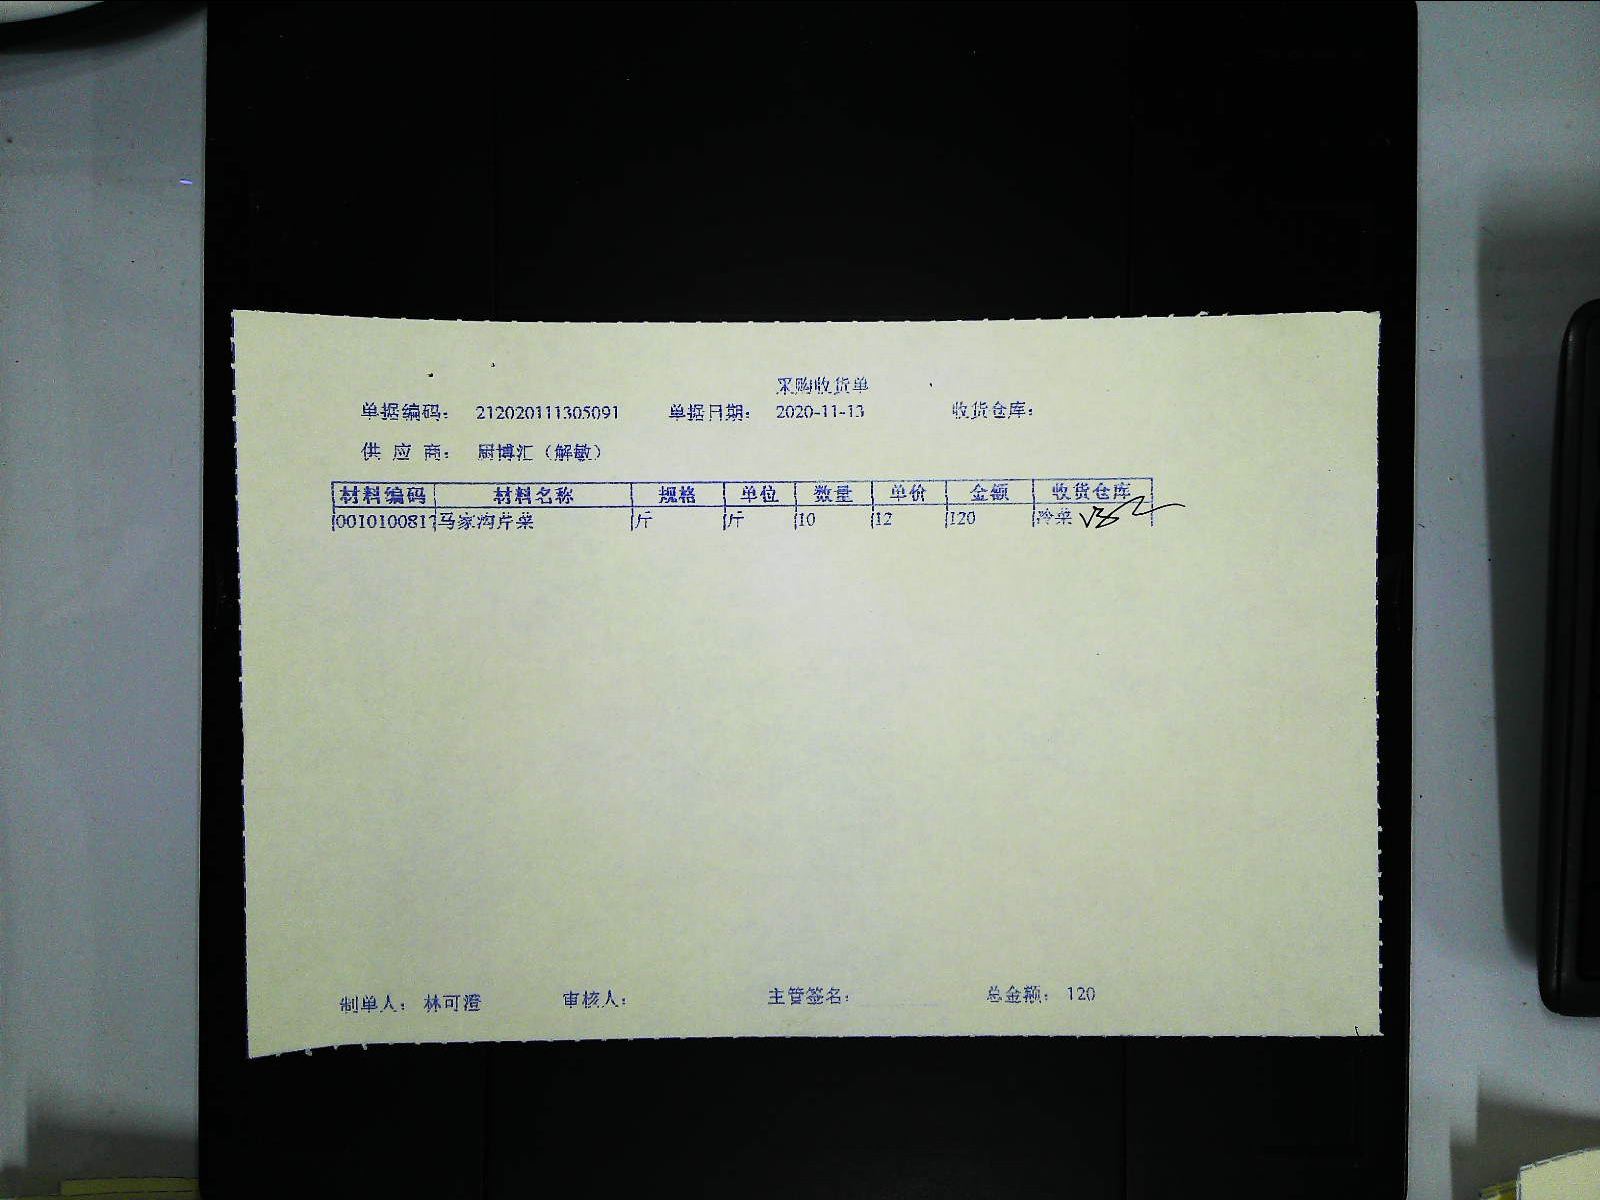 采购收货单
单据编码： 212020111305091 单据日期： 2020-11-13 收货仓库：
供 应 商： 厨博汇（解敏）
材料编码 材料名称 规格 单位 数量 单价 金额 收货仓库
0010100817 马家沟芹菜 斤 斤 10 12 120 冷菜
制单人： 林可澄 审核人： 主管签名： 总金额： 120